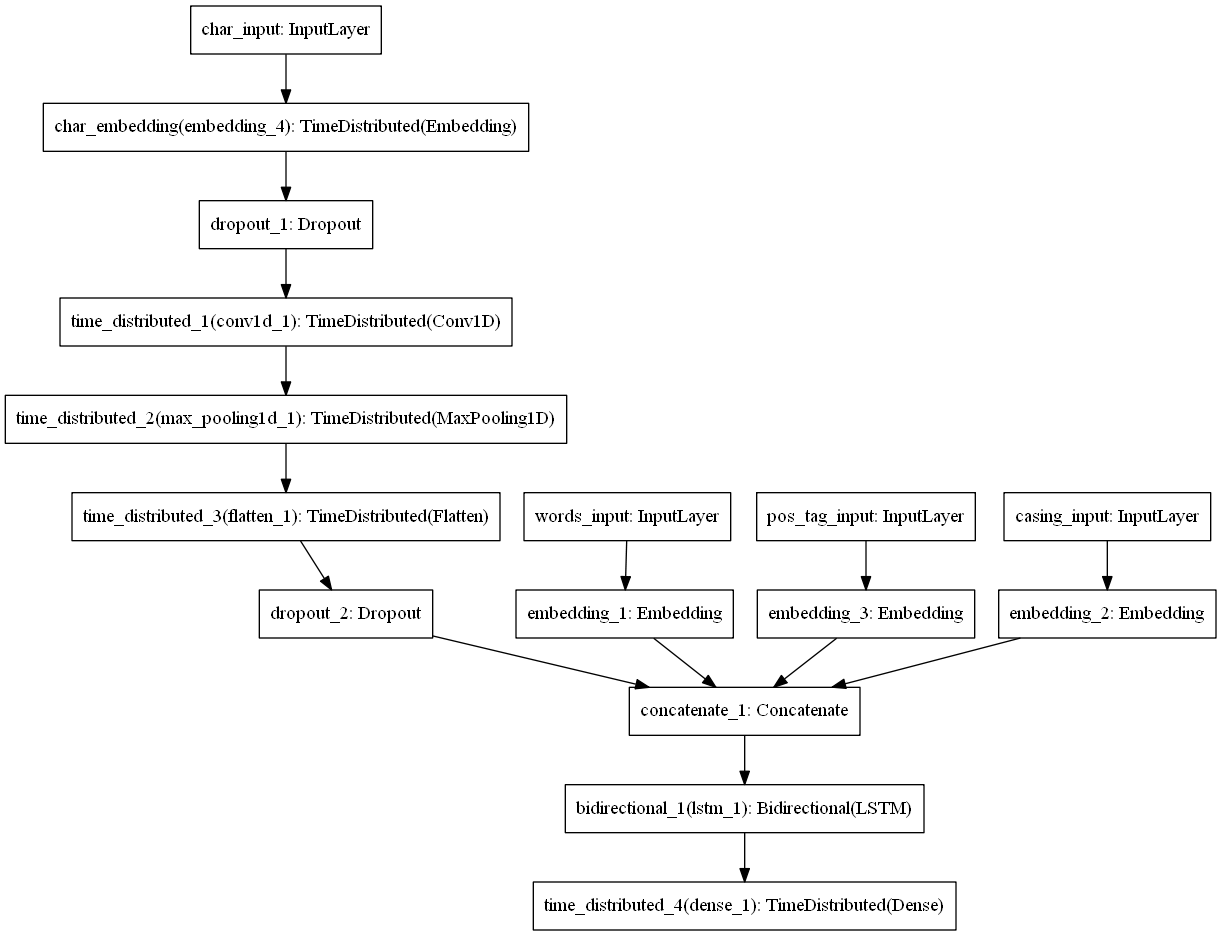 char_input: InputLayer
char_embedding(embedding_4): TimeDistributed(Embedding)
dropout_1: Dropout
time_distributed_1(conv1d_1): TimeDistributed(Conv1D)
time_distributed_2(max_pooling1d_1): TimeDistributed(MaxPooling1D)
time_distributed_3(flatten_1): TimeDistributed(Flatten)
words_input: InputLayer
pos_tag_input: InputLayer
casing_input: InputLayer
dropout_2: Dropout
embedding_1: Embedding
embedding_3: Embedding
embedding_2: Embedding
concatenate_1: Concatenate
bidirectional_1(lstm_1): Bidirectional(LSTM)
time_distributed_4(dense_1): TimeDistributed(Dense)